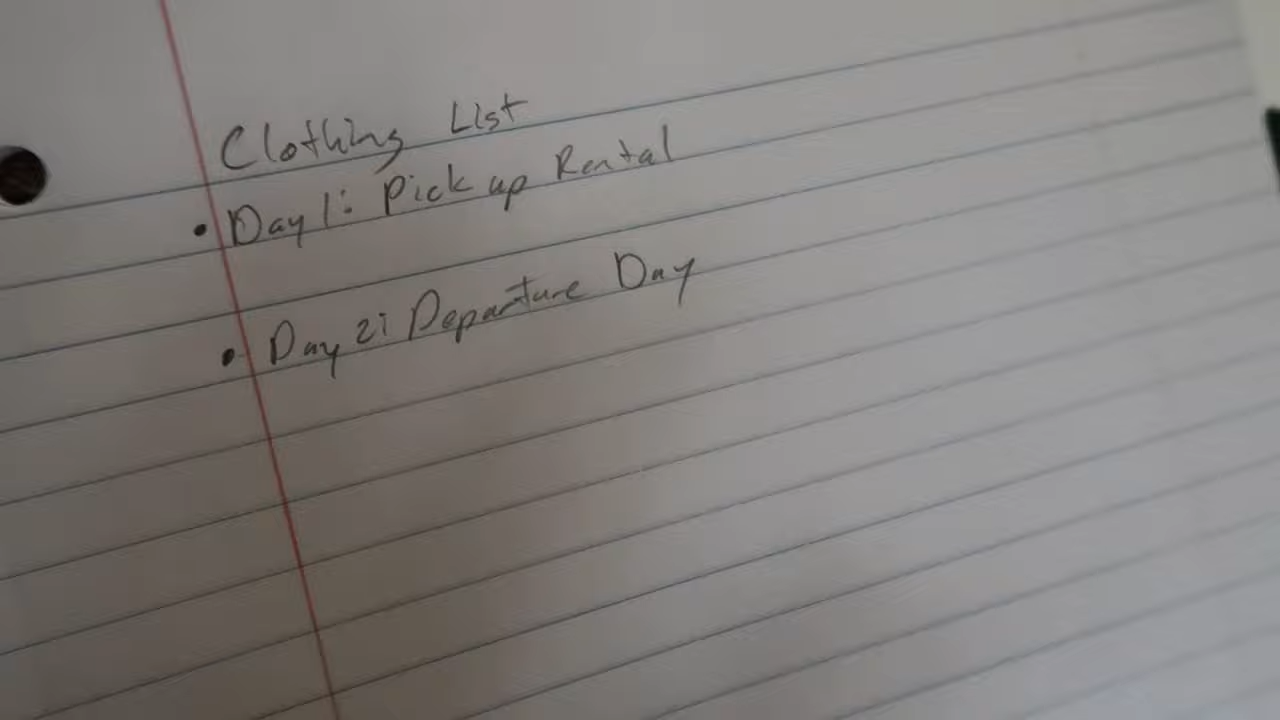 Clothing List
• Day 1: Pick up Rental
• Day 2: Departure Day